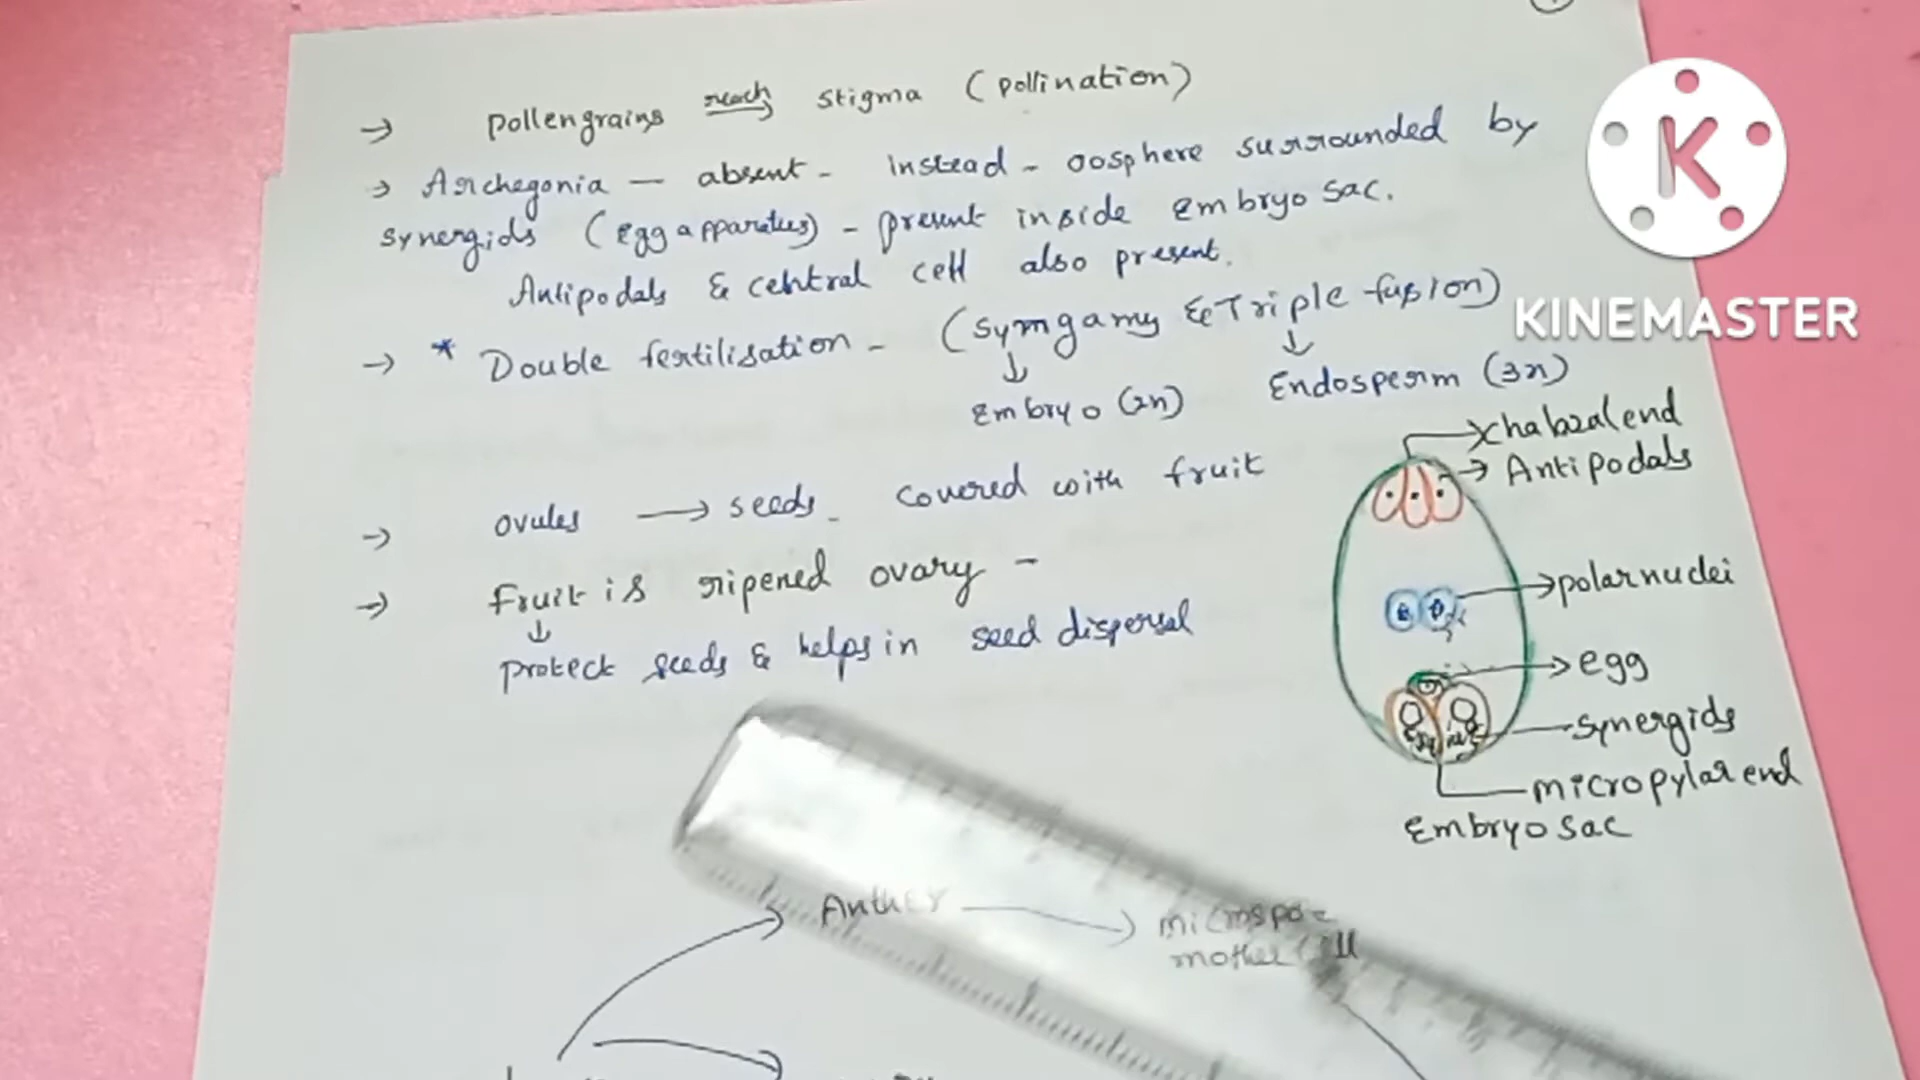 → pollengrains reach→ stigma (pollination)
→ Archegonia — absent - instead - oosphere surrounded by
synergids (egg apparatus) - present inside embryo sac.
Antipodals & central cell also present.
→ * Double fertilisation - (symgamy & Triple fusion)
↓ ↓
Embryo (2n) Endosperm (3n)
→ ovules → seeds - covered with fruit
→ fruit is ripened ovary -
↓
protect seeds & helps in seed dispersal
chalazal end
→ Antipodals
→ polar nuclei
→ egg
synergids
micropylar end
Embryo sac
Anther → microspore
mother cell
K
KINEMASTER